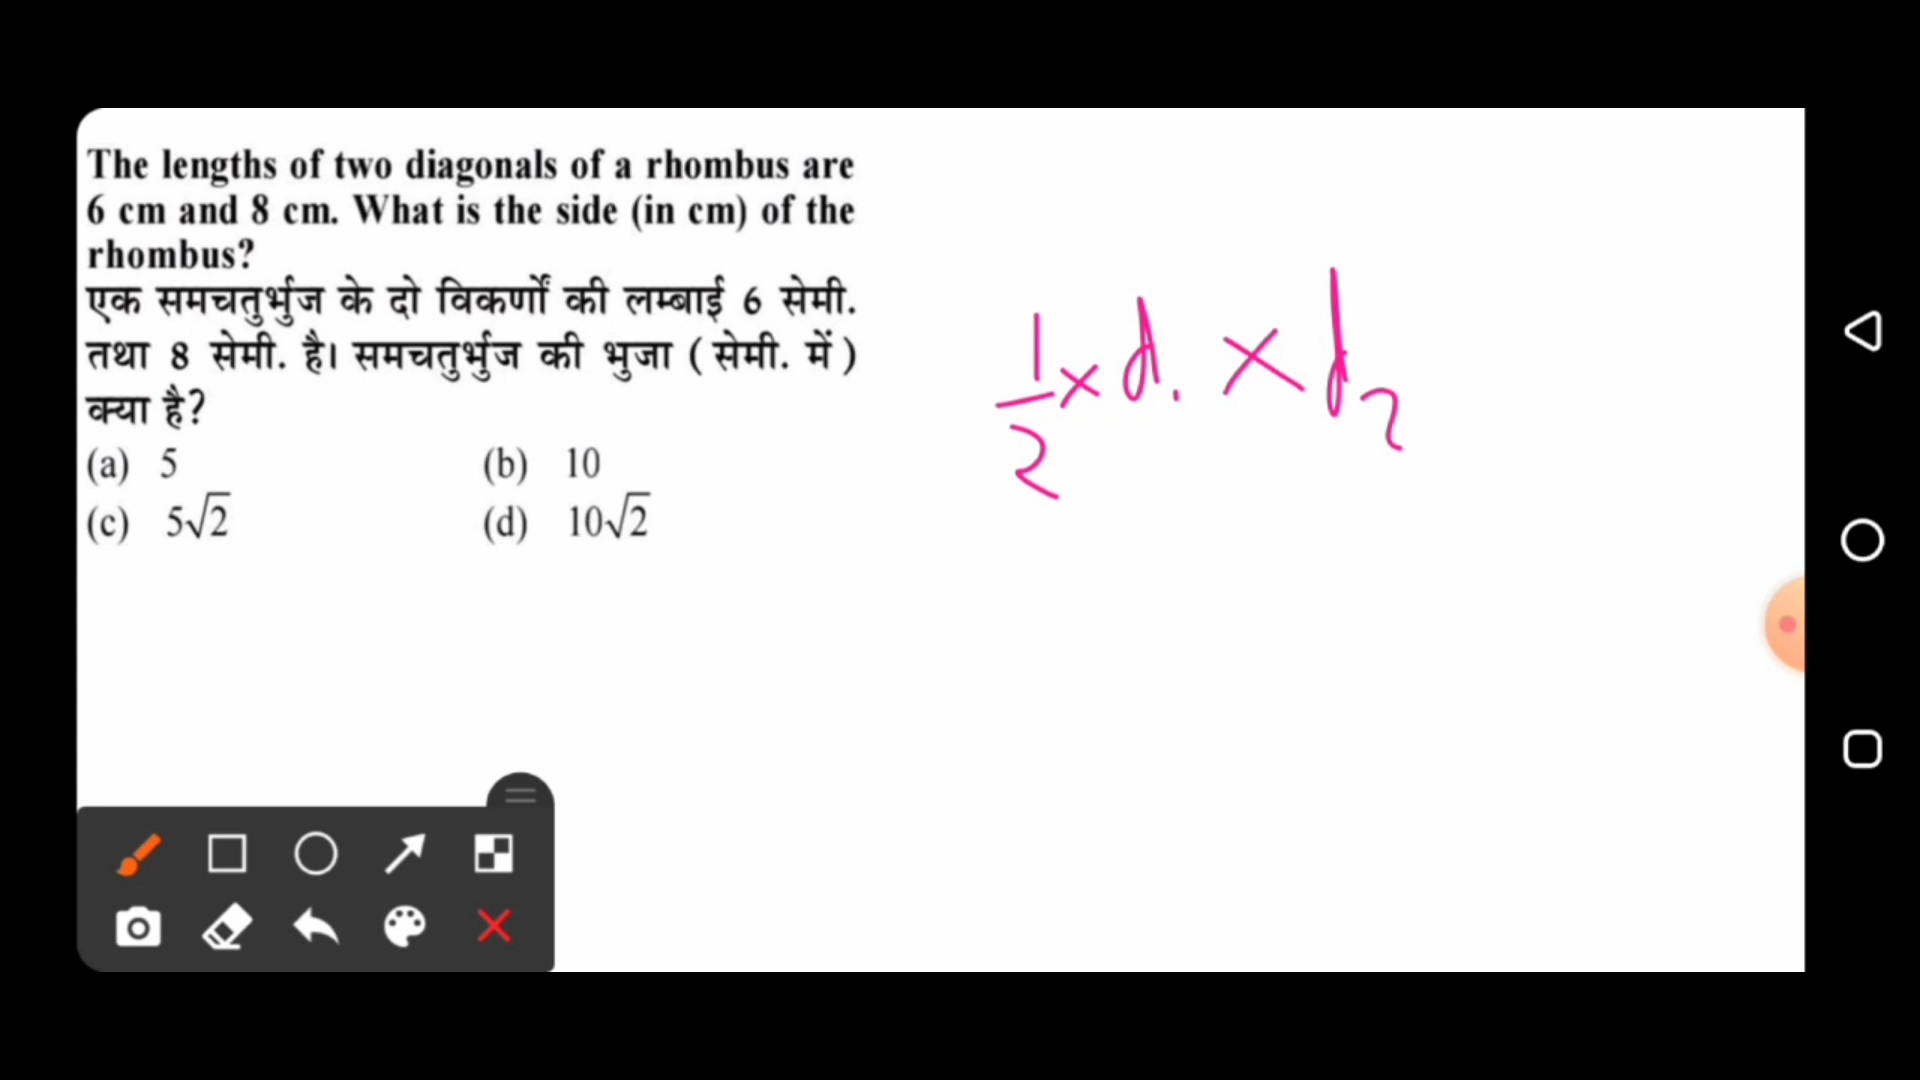 The lengths of two diagonals of a rhombus are
6 cm and 8 cm. What is the side (in cm) of the
rhombus?
एक समचतुर्भुज के दो विकर्णों की लम्बाई 6 सेमी.
तथा 8 सेमी. है। समचतुर्भुज की भुजा ( सेमी. में )
क्या है?
(a) 5 (b) 10
(c) 5√2 (d) 10√2
1/2 × d₁ × d₂